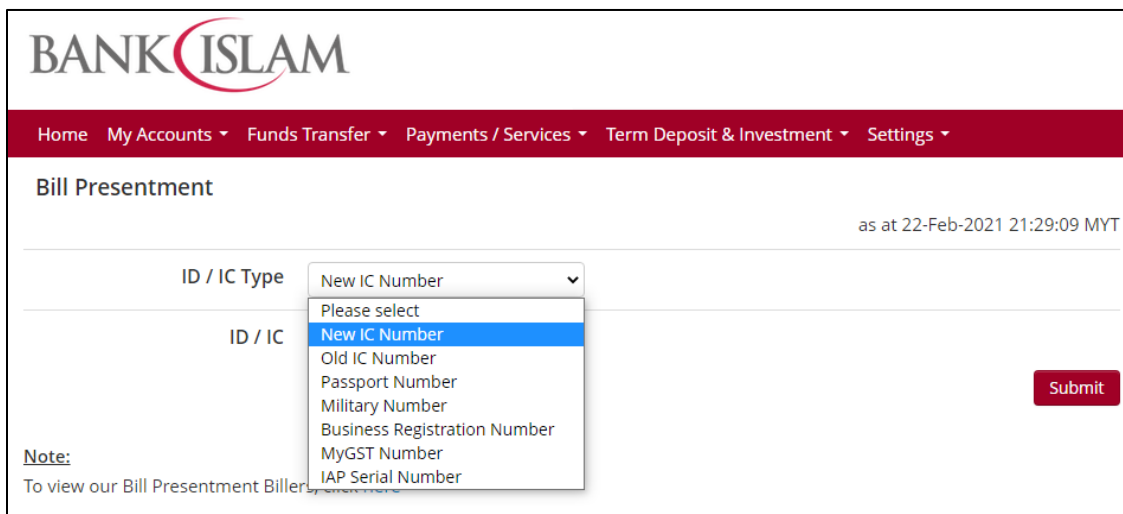 BANK ISLAM
Home My Accounts Funds Transfer Payments / Services Term Deposit & Investment Settings
Bill Presentment
as at 22-Feb-2021 21:29:09 MYT
ID / IC Type New IC Number
Please select
ID / IC New IC Number
Old IC Number
Passport Number
Military Number
Submit
Business Registration Number
Note:
MyGST Number
IAP Serial Number
To view our Bill Presentment Billers, click here